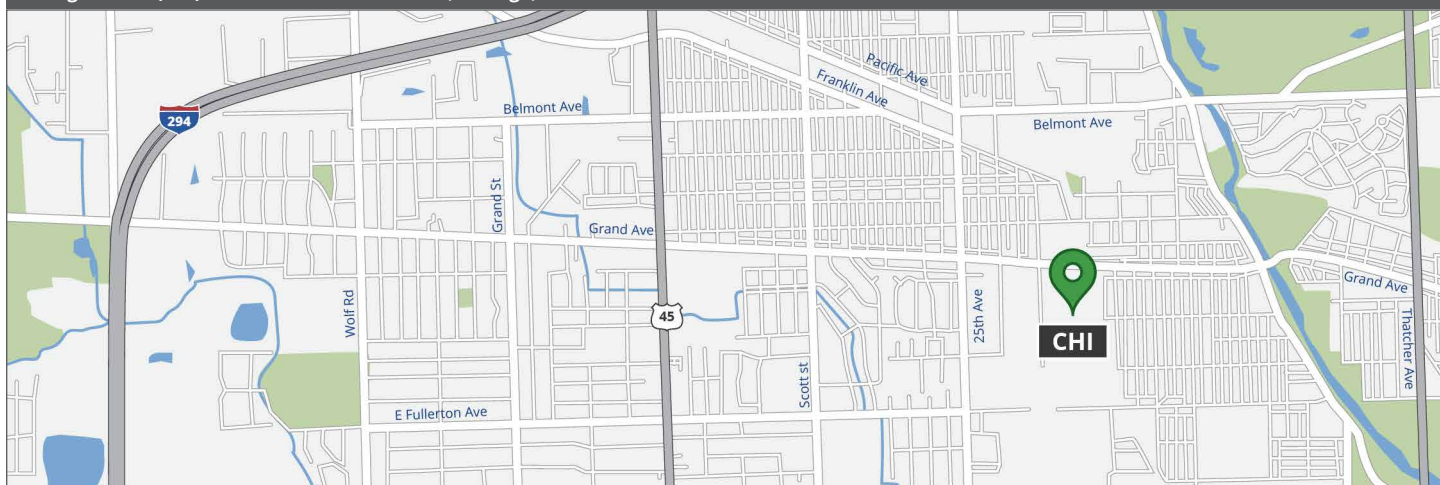 Pacific Ave
Franklin Ave
Belmont Ave
294
Belmont Ave
Grand St
Grand Ave
Grand Ave
Wolf Rd
45
25th Ave
CHI
Thatcher Ave
Scott st
E Fullerton Ave